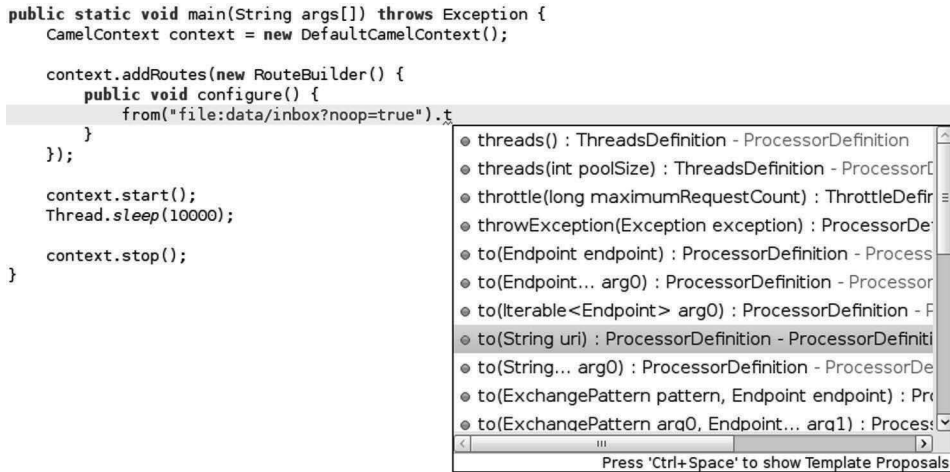 public static void main(String args[]) throws Exception {
CamelContext context = new DefaultCamelContext();
context.addRoutes(new RouteBuilder() {
public void configure() {
from("file:data/inbox?noop=true").t
}
});
context.start();
Thread.sleep(10000);
context.stop();
}
threads() : ThreadsDefinition - ProcessorDefinition
threads(int poolSize) : ThreadsDefinition - Processor
throttle(long maximumRequestCount) : ThrottleDefin
throwException(Exception exception) : ProcessorDe
to(Endpoint endpoint) : ProcessorDefinition - Process
to(Endpoint... arg0) : ProcessorDefinition - Processor
to(Iterable<Endpoint> arg0) : ProcessorDefinition - P
to(String uri) : ProcessorDefinition - ProcessorDefiniti
to(String... arg0) : ProcessorDefinition - ProcessorDe
to(ExchangePattern pattern, Endpoint endpoint) : Pro
to(ExchangePattern arg0, Endpoint... arg1) : Process
Press 'Ctrl+Space' to show Template Proposals